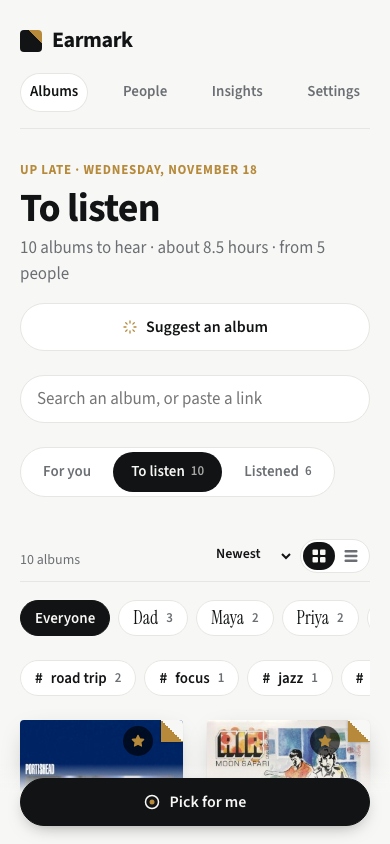 Earmark
Albums People Insights Settings
UP LATE · WEDNESDAY, NOVEMBER 18
To listen
10 albums to hear · about 8.5 hours · from 5
people
Suggest an album
Search an album, or paste a link
For you To listen 10 Listened 6
10 albums Newest
Everyone Dad 3 Maya 2 Priya 2
# road trip 2 # focus 1 # jazz 1 #
PORTISHEAD AIR
MOON SAFARI
Pick for me